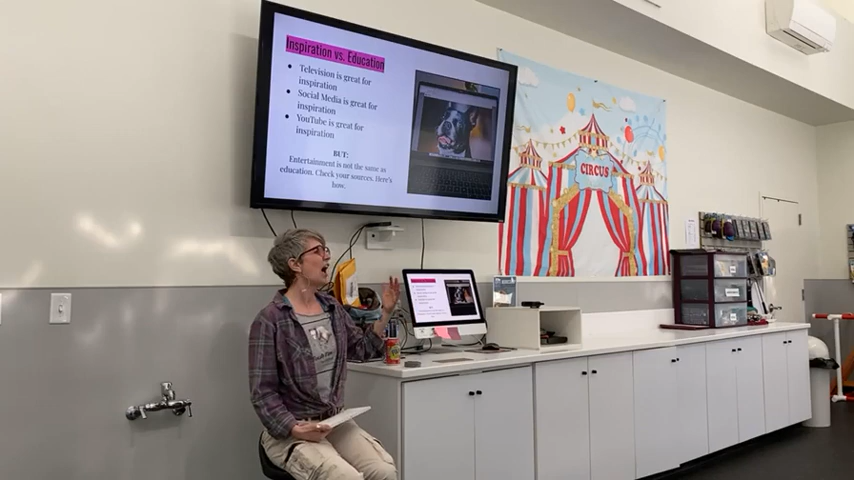 Inspiration vs. Education
Television is great for
inspiration
Social Media is great for
inspiration
YouTube is great for
inspiration
BUT:
Entertainment is not the same as
education. Check your sources. Here's
how.
CIRCUS